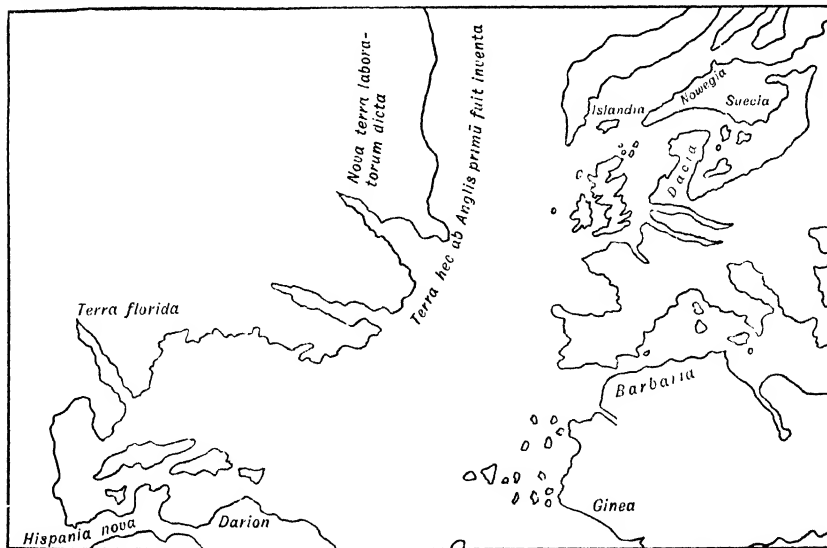 Nova terra labora-
torum dicta
Terra hec ab Anglis primū fuit inventa
Islandia
Nowegia
Suecia
Dacia
Terra florida
Barbaria
Hispania nova
Darion
Ginea